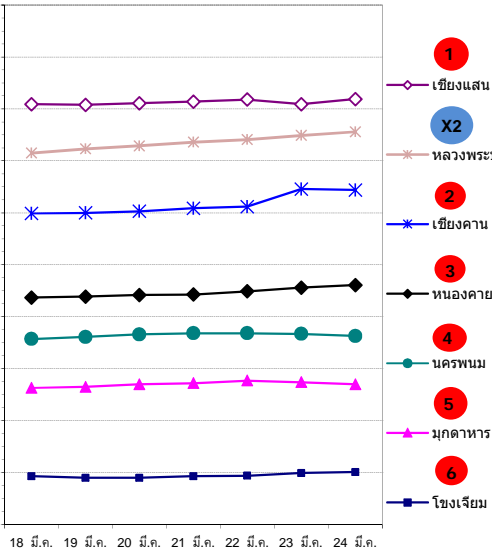 1
เชียงแสน
X2
หลวงพระ
2
เชียงคาน
3
หนองคาย
4
นครพนม
5
มุกดาหาร
6
โขงเจียม
18 มี.ค. 19 มี.ค. 20 มี.ค. 21 มี.ค. 22 มี.ค. 23 มี.ค. 24 มี.ค.